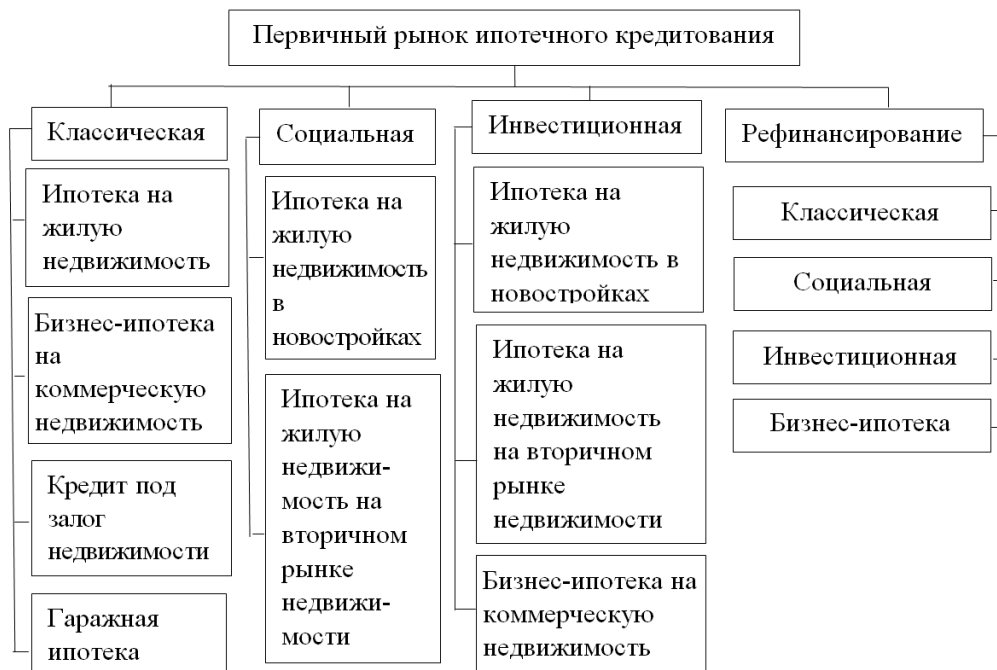 Первичный рынок ипотечного кредитования
Классическая
Ипотека на
жилую
недвижимость
Бизнес-ипотека
на
коммерческую
недвижимость
Кредит под
залог
недвижимости
Гаражная
ипотека
Социальная
Ипотека на
жилую
недвижимость
в
новостройках
Ипотека на
жилую
недвижи-
мость на
вторичном
рынке
недвижи-
мости
Инвестиционная
Ипотека на
жилую
недвижимость в
новостройках
Ипотека на
жилую
недвижимость
на вторичном
рынке
недвижимости
Бизнес-ипотека на
коммерческую
недвижимость
Рефинансирование
Классическая
Социальная
Инвестиционная
Бизнес-ипотека